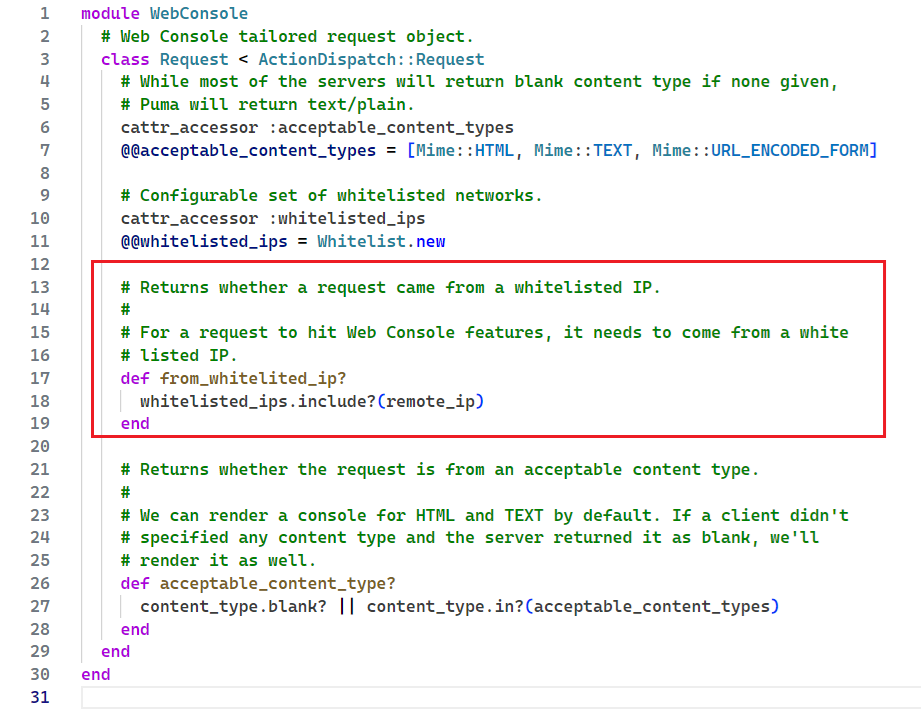 1 module WebConsole
2 # Web Console tailored request object.
3 class Request < ActionDispatch::Request
4 # While most of the servers will return blank content type if none given,
5 # Puma will return text/plain.
6 cattr_accessor :acceptable_content_types
7 @@acceptable_content_types = [Mime::HTML, Mime::TEXT, Mime::URL_ENCODED_FORM]
8
9 # Configurable set of whitelisted networks.
10 cattr_accessor :whitelisted_ips
11 @@whitelisted_ips = Whitelist.new
12
13 # Returns whether a request came from a whitelisted IP.
14 #
15 # For a request to hit Web Console features, it needs to come from a white
16 # listed IP.
17 def from_whitelited_ip?
18 whitelisted_ips.include?(remote_ip)
19 end
20
21 # Returns whether the request is from an acceptable content type.
22 #
23 # We can render a console for HTML and TEXT by default. If a client didn't
24 # specified any content type and the server returned it as blank, we'll
25 # render it as well.
26 def acceptable_content_type?
27 content_type.blank? || content_type.in?(acceptable_content_types)
28 end
29 end
30 end
31